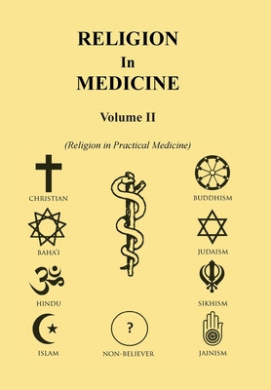 RELIGION
In
MEDICINE
Volume II
(Religion in Practical Medicine)
CHRISTIAN
BUDDHISM
BAHA'I
JUDAISM
HINDU
SIKHISM
?
ISLAM
NON-BELIEVER
JAINISM